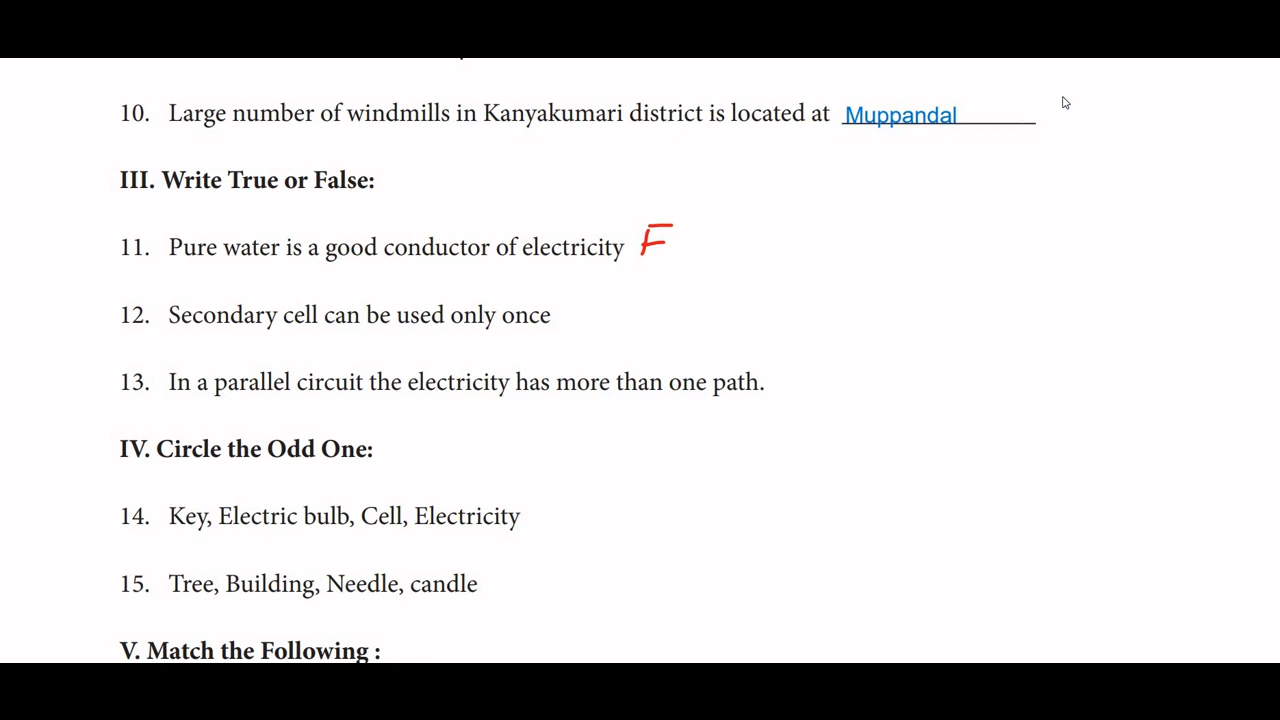 10. Large number of windmills in Kanyakumari district is located at Muppandal
III. Write True or False:
11. Pure water is a good conductor of electricity F
12. Secondary cell can be used only once
13. In a parallel circuit the electricity has more than one path.
IV. Circle the Odd One:
14. Key, Electric bulb, Cell, Electricity
15. Tree, Building, Needle, candle
V. Match the Following :